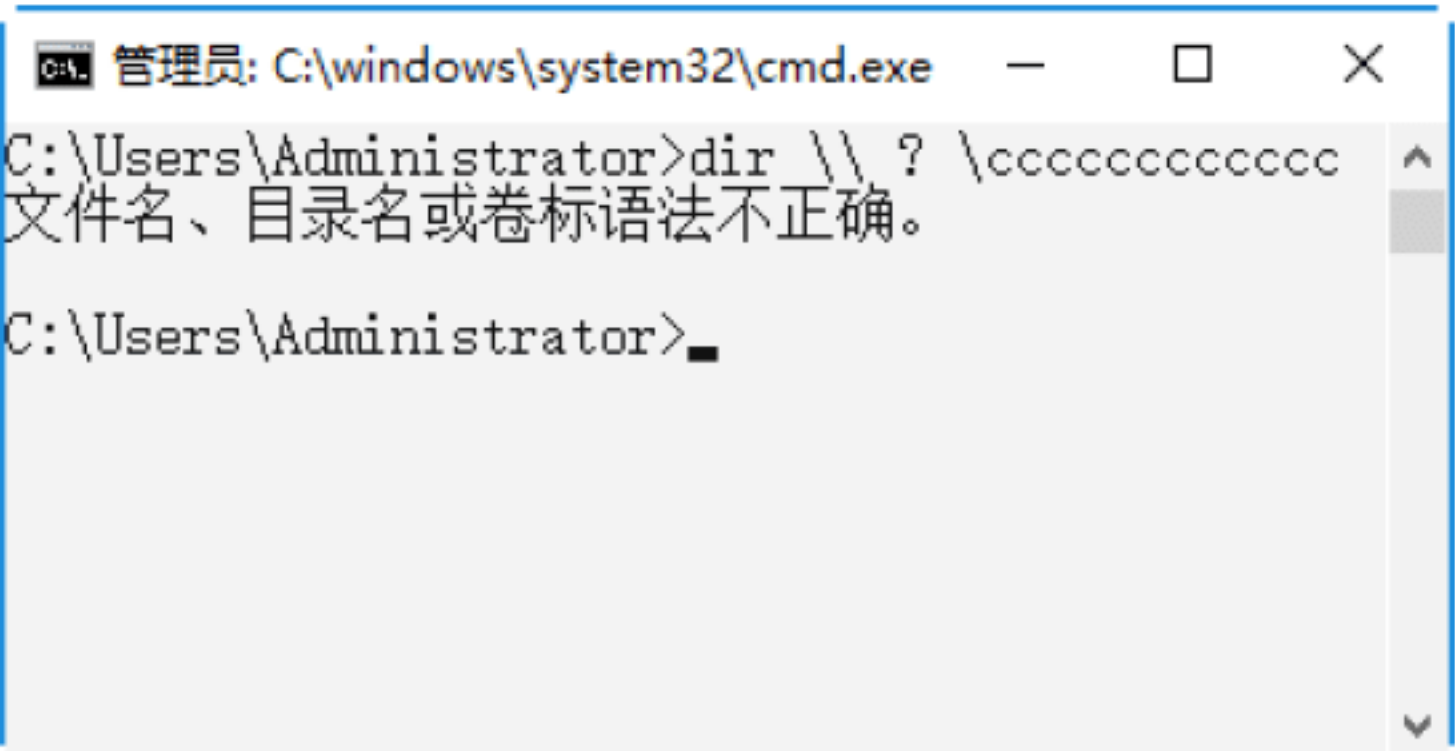 管理员: C:\windows\system32\cmd.exe
C:\Users\Administrator>dir \\ ? \cccccccccccc
文件名、目录名或卷标语法不正确。
C:\Users\Administrator>